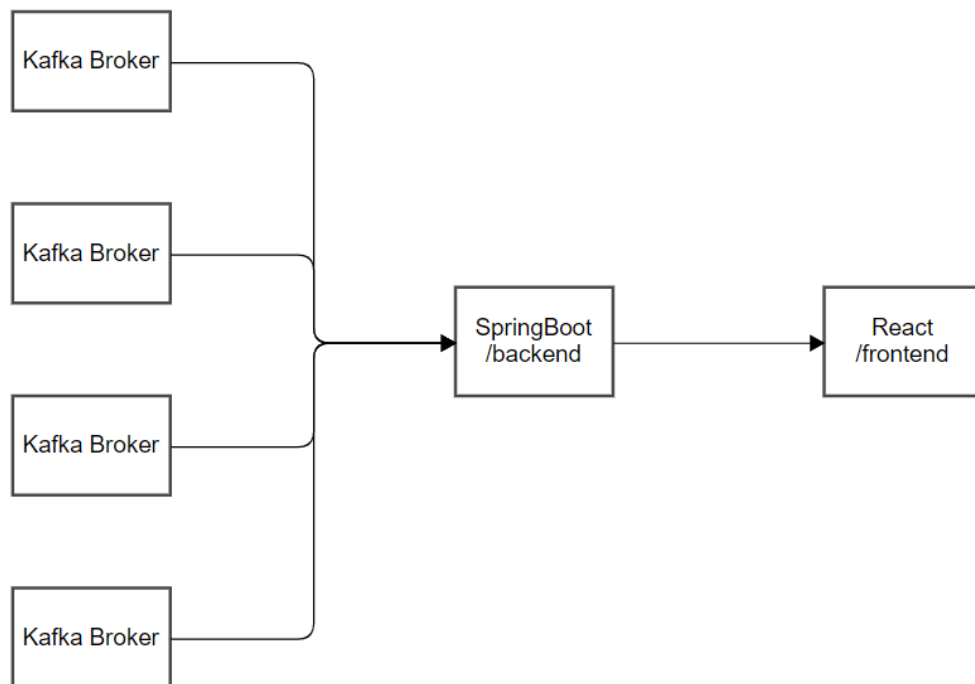 Kafka Broker
Kafka Broker
SpringBoot
/backend
React
/frontend
Kafka Broker
Kafka Broker